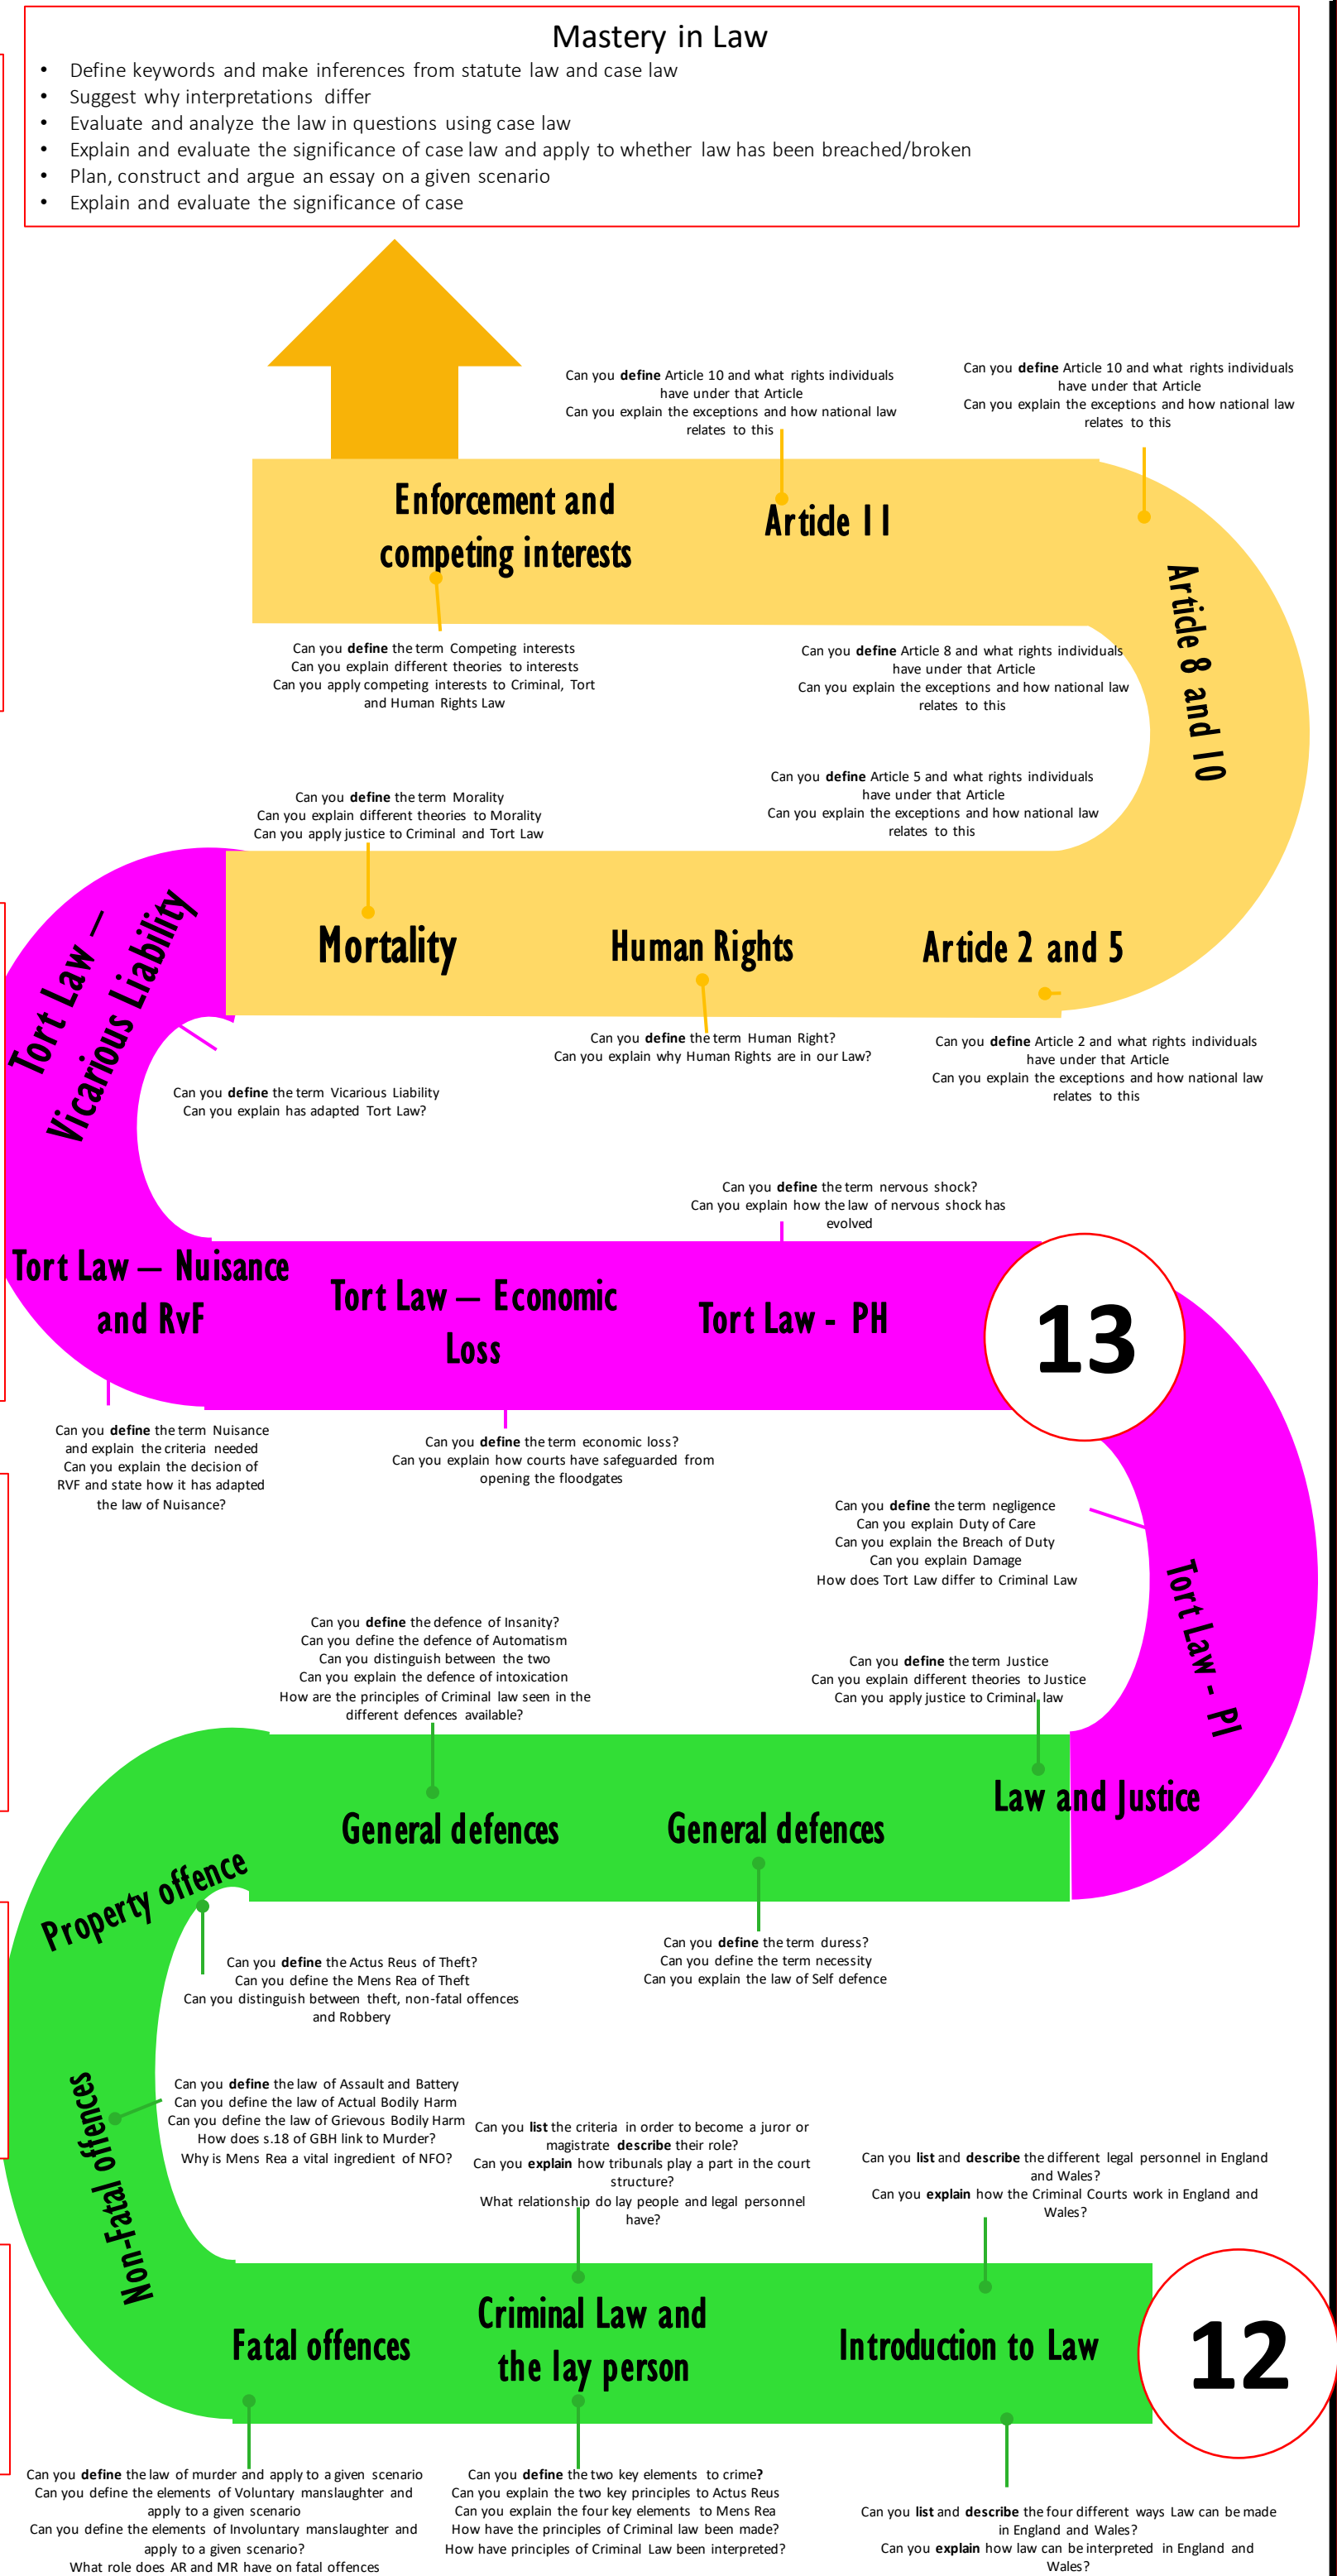 Mastery in Law
• Define keywords and make inferences from statute law and case law
• Suggest why interpretations differ
• Evaluate and analyze the law in questions using case law
• Explain and evaluate the significance of case law and apply to whether law has been breached/broken
• Plan, construct and argue an essay on a given scenario
• Explain and evaluate the significance of case
Can you define Article 10 and what rights individuals
have under that Article
Can you explain the exceptions and how national law
relates to this
Can you define Article 10 and what rights individuals
have under that Article
Can you explain the exceptions and how national law
relates to this
Enforcement and
competing interests
Article 11
Article 8 and 10
Can you define the term Competing interests
Can you explain different theories to interests
Can you apply competing interests to Criminal, Tort
and Human Rights Law
Can you define Article 8 and what rights individuals
have under that Article
Can you explain the exceptions and how national law
relates to this
Can you define the term Morality
Can you explain different theories to Morality
Can you apply justice to Criminal and Tort Law
Can you define Article 5 and what rights individuals
have under that Article
Can you explain the exceptions and how national law
relates to this
Tort Law –
Vicarious Liability
Mortality
Human Rights
Article 2 and 5
Can you define the term Human Right?
Can you explain why Human Rights are in our Law?
Can you define Article 2 and what rights individuals
have under that Article
Can you explain the exceptions and how national law
relates to this
Can you define the term Vicarious Liability
Can you explain has adapted Tort Law?
Can you define the term nervous shock?
Can you explain how the law of nervous shock has
evolved
Tort Law – Nuisance
and RvF
Tort Law – Economic
Loss
Tort Law - PH
13
Can you define the term Nuisance
and explain the criteria needed
Can you explain the decision of
RVF and state how it has adapted
the law of Nuisance?
Can you define the term economic loss?
Can you explain how courts have safeguarded from
opening the floodgates
Can you define the term negligence
Can you explain Duty of Care
Can you explain the Breach of Duty
Can you explain Damage
How does Tort Law differ to Criminal Law
Tort Law - PI
Can you define the defence of Insanity?
Can you define the defence of Automatism
Can you distinguish between the two
Can you explain the defence of intoxication
How are the principles of Criminal law seen in the
different defences available?
Can you define the term Justice
Can you explain different theories to Justice
Can you apply justice to Criminal law
General defences
General defences
Law and Justice
Property offence
Can you define the Actus Reus of Theft?
Can you define the Mens Rea of Theft
Can you distinguish between theft, non-fatal offences
and Robbery
Can you define the term duress?
Can you define the term necessity
Can you explain the law of Self defence
Non-Fatal offences
Can you define the law of Assault and Battery
Can you define the law of Actual Bodily Harm
Can you define the law of Grievous Bodily Harm
How does s.18 of GBH link to Murder?
Why is Mens Rea a vital ingredient of NFO?
Can you list the criteria in order to become a juror or
magistrate describe their role?
Can you explain how tribunals play a part in the court
structure?
What relationship do lay people and legal personnel
have?
Can you list and describe the different legal personnel in England
and Wales?
Can you explain how the Criminal Courts work in England and
Wales?
Fatal offences
Criminal Law and
the lay person
Introduction to Law
12
Can you define the law of murder and apply to a given scenario
Can you define the elements of Voluntary manslaughter and
apply to a given scenario
Can you define the elements of Involuntary manslaughter and
apply to a given scenario?
What role does AR and MR have on fatal offences
Can you define the two key elements to crime?
Can you explain the two key principles to Actus Reus
Can you explain the four key elements to Mens Rea
How have the principles of Criminal law been made?
How have principles of Criminal Law been interpreted?
Can you list and describe the four different ways Law can be made
in England and Wales?
Can you explain how law can be interpreted in England and
Wales?